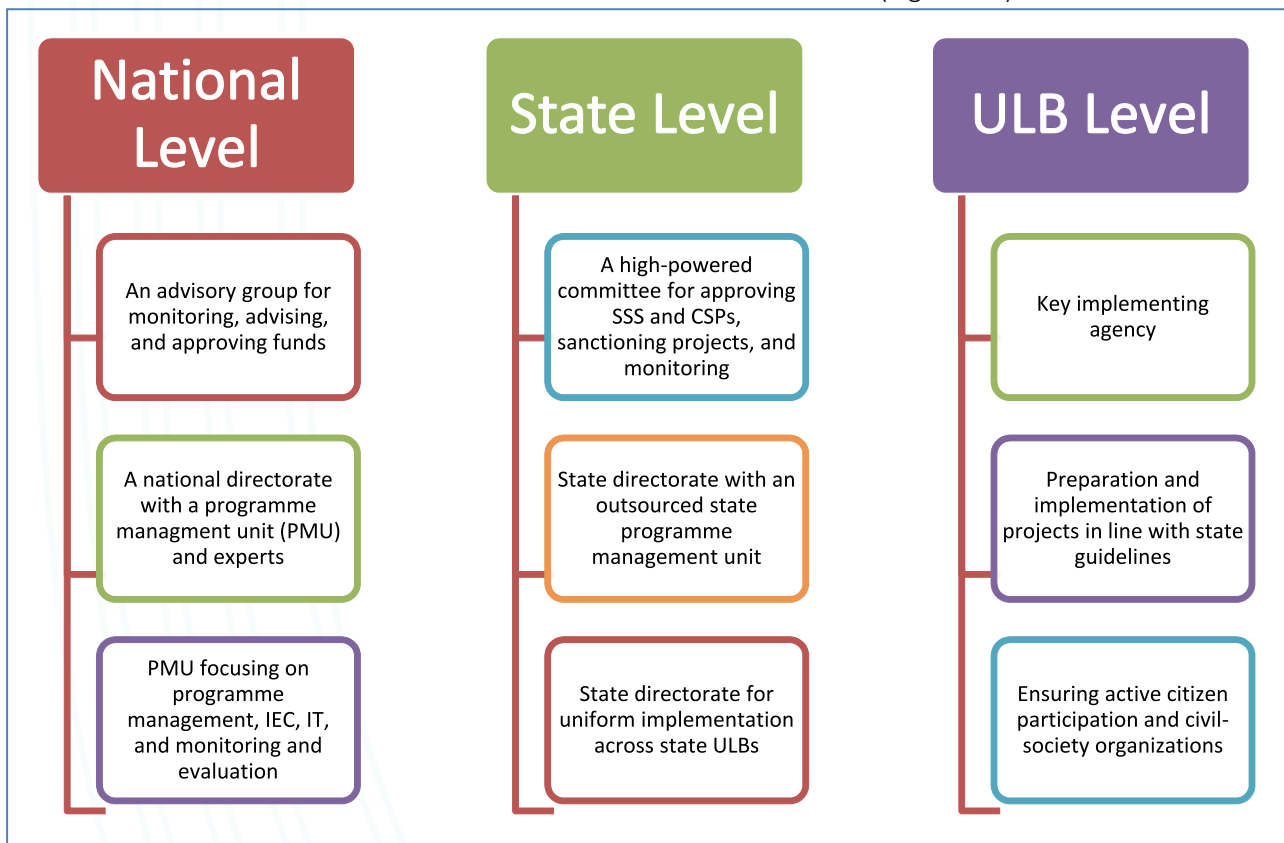 National
Level
An advisory group for
monitoring, advising,
and approving funds
A national directorate
with a programme
managment unit (PMU)
and experts
PMU focusing on
programme
management, IEC, IT,
and monitoring and
evaluation
State Level
A high-powered
committee for approving
SSS and CSPs,
sanctioning projects, and
monitoring
State directorate with an
outsourced state
programme
management unit
State directorate for
uniform implementation
across state ULBs
ULB Level
Key implementing
agency
Preparation and
implementation of
projects in line with state
guidelines
Ensuring active citizen
participation and civil-
society organizations